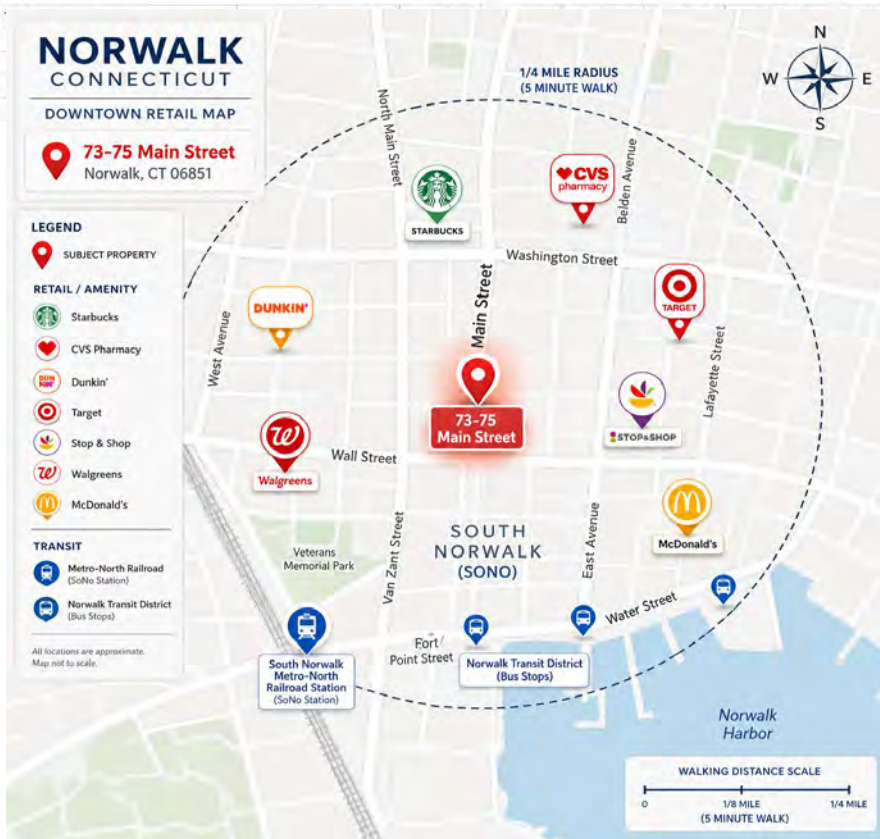 NORWALK
CONNECTICUT
DOWNTOWN RETAIL MAP
73-75 Main Street
Norwalk, CT 06851
LEGEND
SUBJECT PROPERTY
RETAIL / AMENITY
Starbucks
CVS Pharmacy
DUNKIN'
Dunkin'
Target
Stop & Shop
Walgreens
McDonald's
TRANSIT
Metro-North Railroad
(SoNo Station)
Norwalk Transit District
(Bus Stops)
All locations are approximate.
Map not to scale.
1/4 MILE RADIUS
(5 MINUTE WALK)
N
W
E
S
North Main Street
STARBUCKS
CVS
pharmacy
Belden Avenue
Washington Street
Main Street
TARGET
DUNKIN'
West Avenue
Lafayette Street
73-75
Main Street
STOP&SHOP
W
Walgreens
Wall Street
McDonald's
SOUTH
NORWALK
(SONO)
Veterans
Memorial Park
Van Zant Street
East Avenue
Water Street
Fort/
Point Street
South Norwalk
Metro-North
Railroad Station
(SoNo Station)
Norwalk Transit District
(Bus Stops)
Norwalk
Harbor
WALKING DISTANCE SCALE
0
1/8 MILE
1/4 MILE
(5 MINUTE WALK)